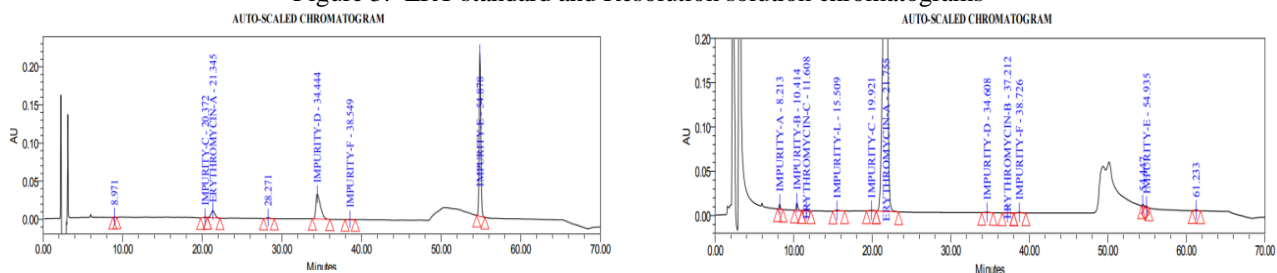 Figure 3. ERY standard and Resolution solution chromatograms
AUTO-SCALED CHROMATOGRAM
0.20
0.15
0.10
0.05
0.00
AU
8.971
IMPURITY-C - 20.372
ERYTHROMYCIN-A - 21.345
28.271
IMPURITY-D - 34.444
IMPURITY-F - 38.549
IMPURITY-E - 54.878
0.00 10.00 20.00 30.00 40.00 50.00 60.00 70.00
Minutes
AUTO-SCALED CHROMATOGRAM
0.20
0.15
0.10
0.05
0.00
AU
IMPURITY-A - 8.213
IMPURITY-B - 10.414
ERYTHROMYCIN-C - 11.608
IMPURITY-L - 15.509
IMPURITY-C - 19.921
ERYTHROMYCIN-A - 21.755
IMPURITY-D - 34.608
ERYTHROMYCIN-B - 37.212
IMPURITY-F - 38.726
IMPURITY-E - 54.935
61.233
0.00 10.00 20.00 30.00 40.00 50.00 60.00 70.00
Minutes